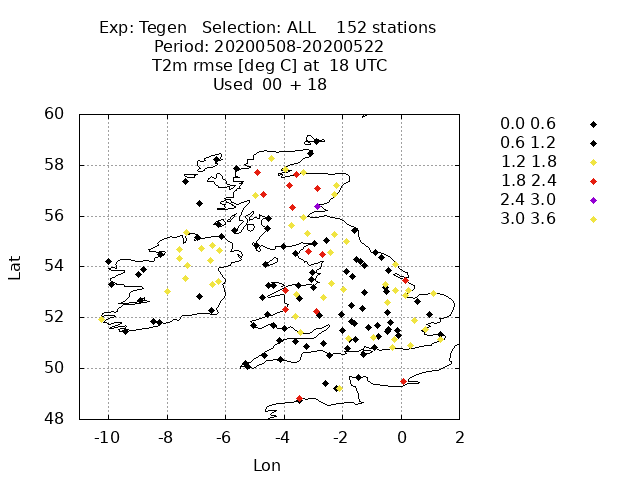 Exp: Tegen   Selection: ALL    152 stations
Period: 20200508-20200522
T2m rmse [deg C] at  18 UTC
Used  00  + 18
60
58
56
54
52
50
48
Lat
-10 -8 -6 -4 -2 0 2
Lon
0.0 0.6
0.6 1.2
1.2 1.8
1.8 2.4
2.4 3.0
3.0 3.6